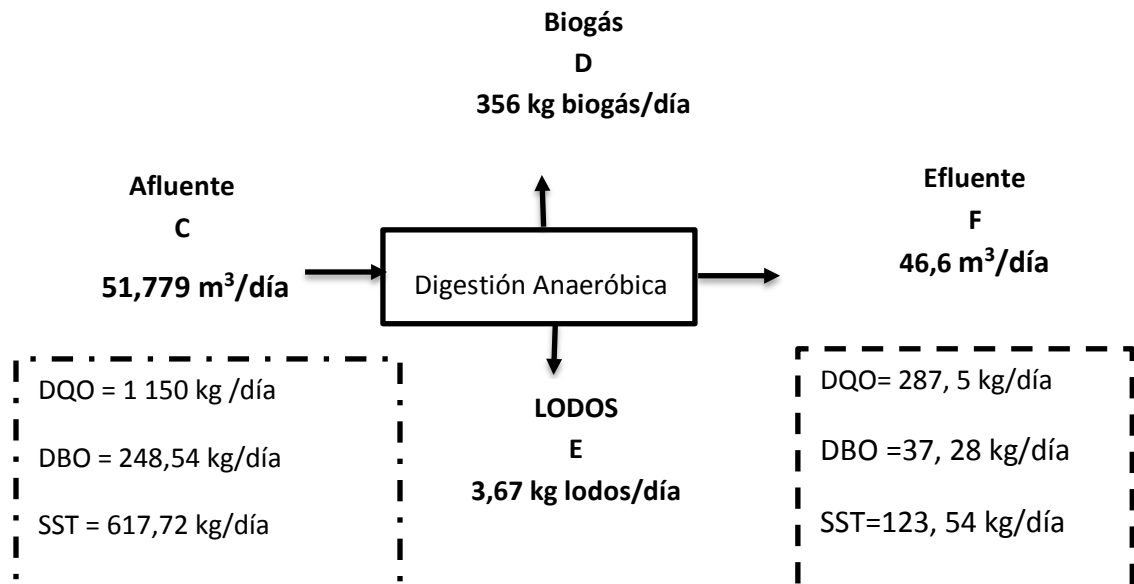 Biogás
D
356 kg biogás/día
Afluente
C
51,779 m³/día
Digestión Anaeróbica
Efluente
F
46,6 m³/día
DQO = 1 150 kg /día
DBO = 248,54 kg/día
SST = 617,72 kg/día
LODOS
E
3,67 kg lodos/día
DQO= 287, 5 kg/día
DBO =37, 28 kg/día
SST=123, 54 kg/día